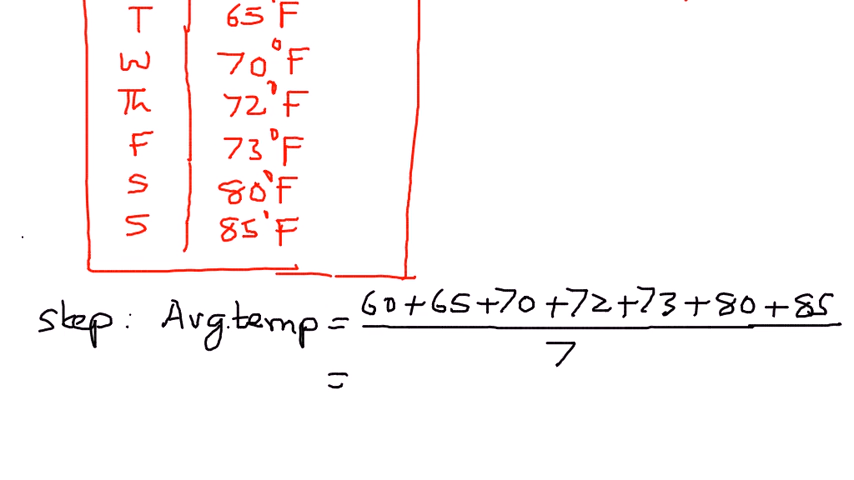 T 65°F
W 70°F
Th 72°F
F 73°F
S 80°F
S 85°F
step: Avg.temp = 60+65+70+72+73+80+85
7
=